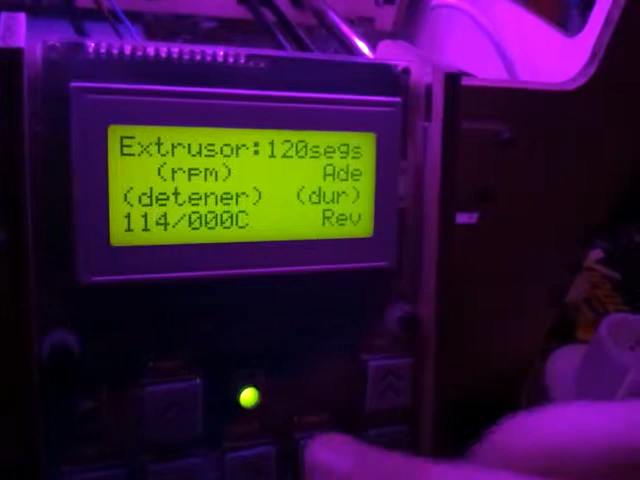 Extrusor:120segs
(rpm) Ade
(detener) (dur)
114/000C Rev